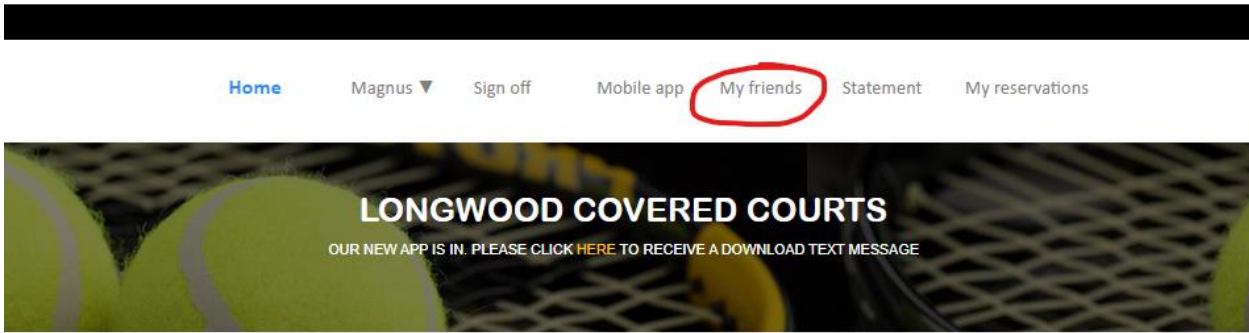 Home Magnus ▼ Sign off Mobile app My friends Statement My reservations
LONGWOOD COVERED COURTS
OUR NEW APP IS IN. PLEASE CLICK HERE TO RECEIVE A DOWNLOAD TEXT MESSAGE